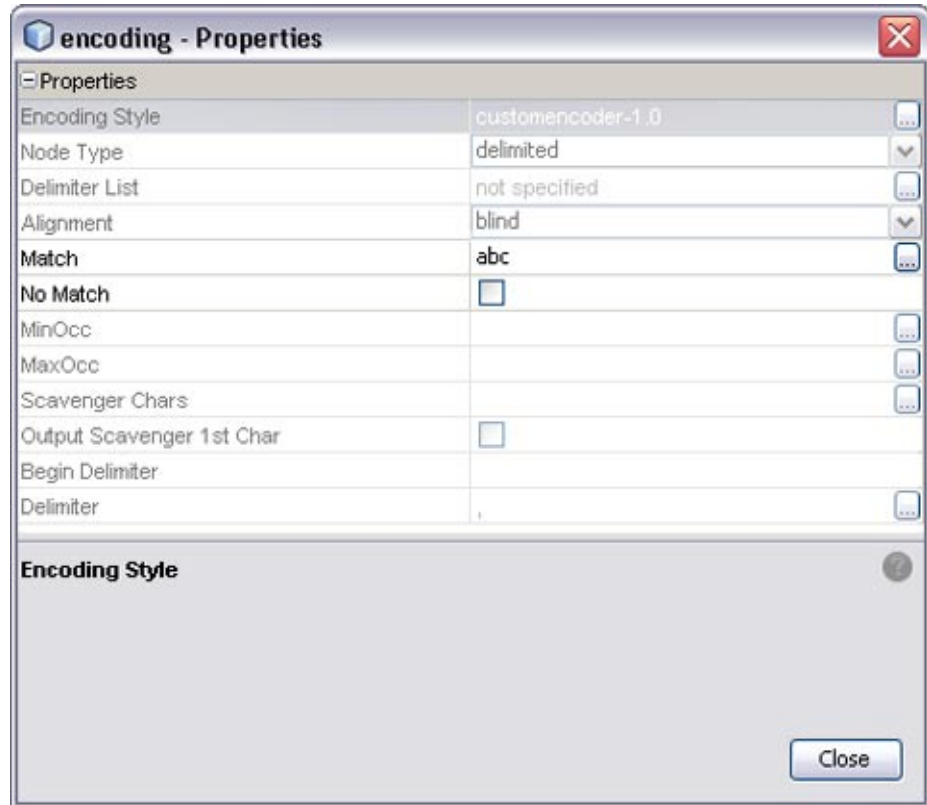 encoding - Properties
Properties
Encoding Style customencoder-1.0 ...
Node Type delimited
Delimiter List not specified ...
Alignment blind
Match abc ...
No Match
MinOcc ...
MaxOcc ...
Scavenger Chars ...
Output Scavenger 1st Char
Begin Delimiter
Delimiter , ...
Encoding Style ?
Close